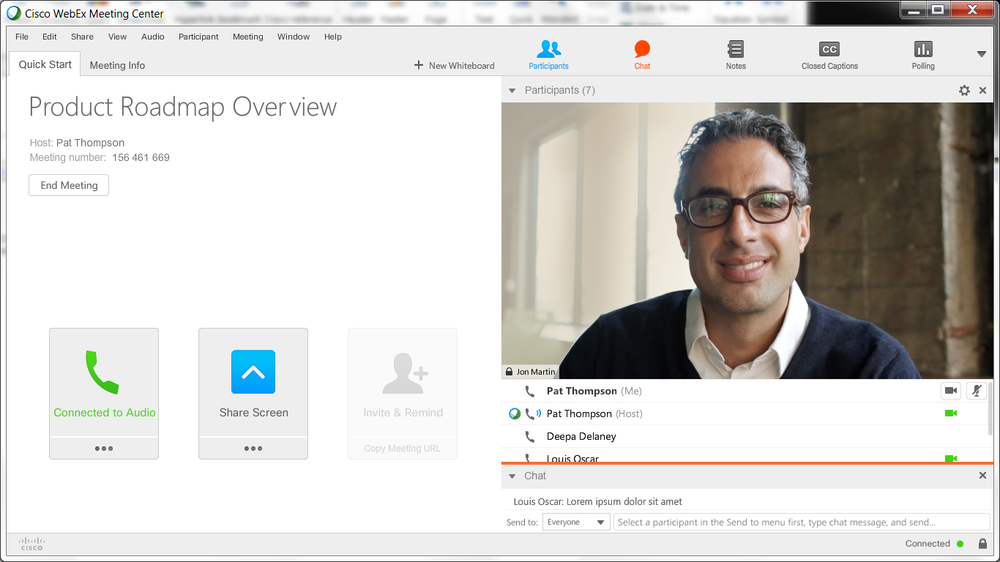 Cisco WebEx Meeting Center
File Edit Share View Audio Participant Meeting Window Help
Quick Start Meeting Info New Whiteboard
Participants Chat Notes CC Closed Captions Polling
Product Roadmap Overview
Host: Pat Thompson
Meeting number: 156 461 669
End Meeting
Connected to Audio
Share Screen
Invite & Remind
Copy Meeting URL
Participants (7)
Jon Martin
Pat Thompson (Me)
Pat Thompson (Host)
Deepa Delaney
Louis Oscar
Chat
Louis Oscar: Lorem ipsum dolor sit amet
Send to: Everyone Select a participant in the Send to menu first, type chat message, and send...
CISCO Connected